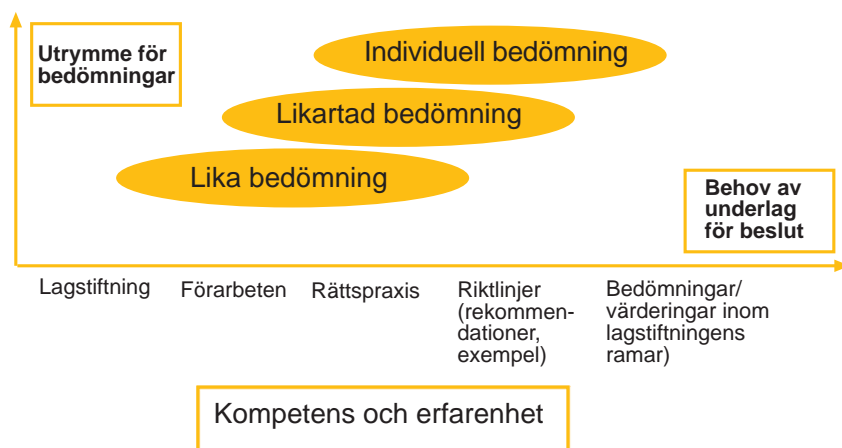 Utrymme för
bedömningar
Individuell bedömning
Likartad bedömning
Lika bedömning
Behov av
underlag
för beslut
Lagstiftning
Förarbeten
Rättspraxis
Riktlinjer
(rekommen-
dationer,
exempel)
Bedömningar/
värderingar inom
lagstiftningens
ramar)
Kompetens och erfarenhet